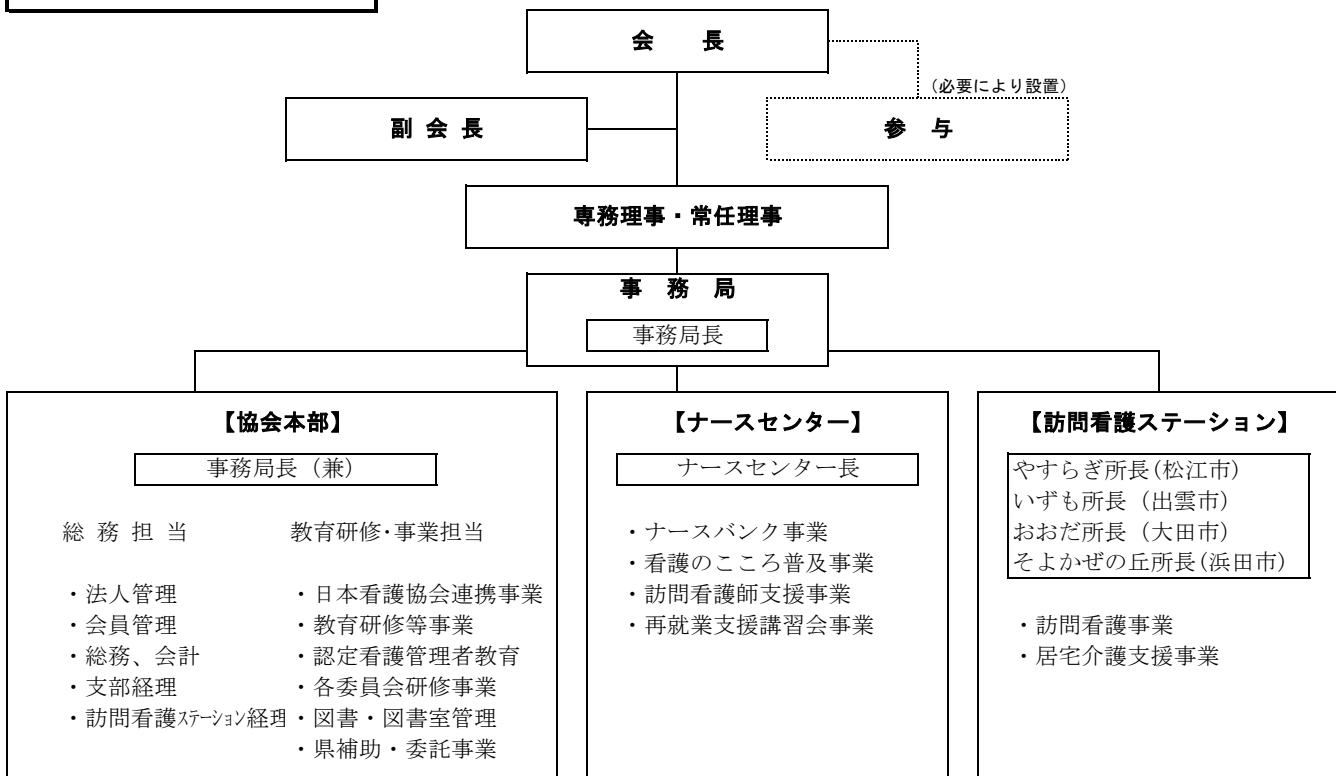 会　長
（必要により設置）
副 会 長
参　与
専務理事・常任理事
事　務　局
事務局長
【協会本部】
事務局長（兼）
総 務 担 当
・法人管理
・会員管理
・総務、会計
・支部経理
・訪問看護ｽﾃｰｼｮﾝ経理
教育研修・事業担当
・日本看護協会連携事業
・教育研修等事業
・認定看護管理者教育
・各委員会研修事業
・図書・図書室管理
・県補助・委託事業
【ナースセンター】
ナースセンター長
・ナースバンク事業
・看護のこころ普及事業
・訪問看護師支援事業
・再就業支援講習会事業
【訪問看護ステーション】
やすらぎ所長(松江市)
いずも所長（出雲市）
おおだ所長（大田市）
そよかぜの丘所長(浜田市)
・訪問看護事業
・居宅介護支援事業